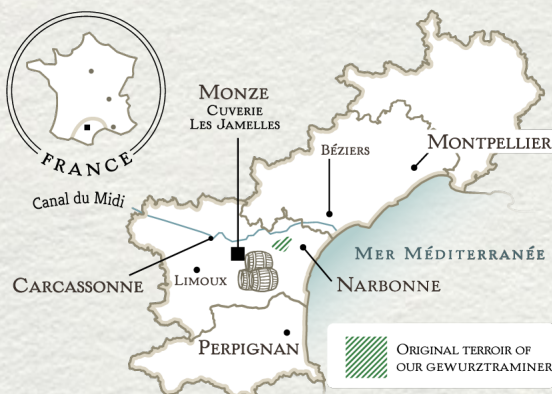 FRANCE
MONZE
CUVERIE
LES JAMELLES
BÉZIERS
MONTPELLIER
Canal du Midi
MER MÉDITERRANÉE
CARCASSONNE
LIMOUX
NARBONNE
PERPIGNAN
ORIGINAL TERROIR OF
OUR GEWURZTRAMINER